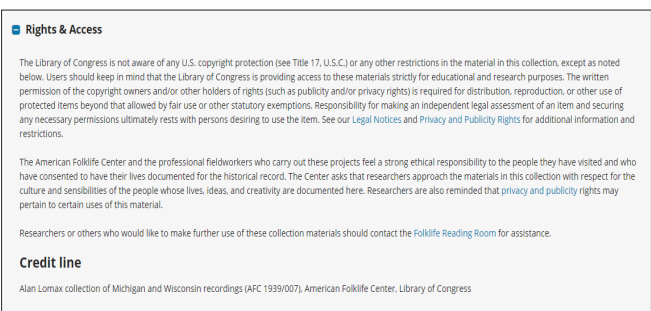 Rights & Access
The Library of Congress is not aware of any U.S. copyright protection (see Title 17, U.S.C.) or any other restrictions in the material in this collection, except as noted
below. Users should keep in mind that the Library of Congress is providing access to these materials strictly for educational and research purposes. The written
permission of the copyright owners and/or other holders of rights (such as publicity and/or privacy rights) is required for distribution, reproduction, or other use of
protected items beyond that allowed by fair use or other statutory exemptions. Responsibility for making an independent legal assessment of an item and securing
any necessary permissions ultimately rests with persons desiring to use the item. See our Legal Notices and Privacy and Publicity Rights for additional information and
restrictions.
The American Folklife Center and the professional fieldworkers who carry out these projects feel a strong ethical responsibility to the people they have visited and who
have consented to have their lives documented for the historical record. The Center asks that researchers approach the materials in this collection with respect for the
culture and sensibilities of the people whose lives, ideas, and creativity are documented here. Researchers are also reminded that privacy and publicity rights may
pertain to certain uses of this material.
Researchers or others who would like to make further use of these collection materials should contact the Folklife Reading Room for assistance.
Credit line
Alan Lomax collection of Michigan and Wisconsin recordings (AFC 1939/007), American Folklife Center, Library of Congress